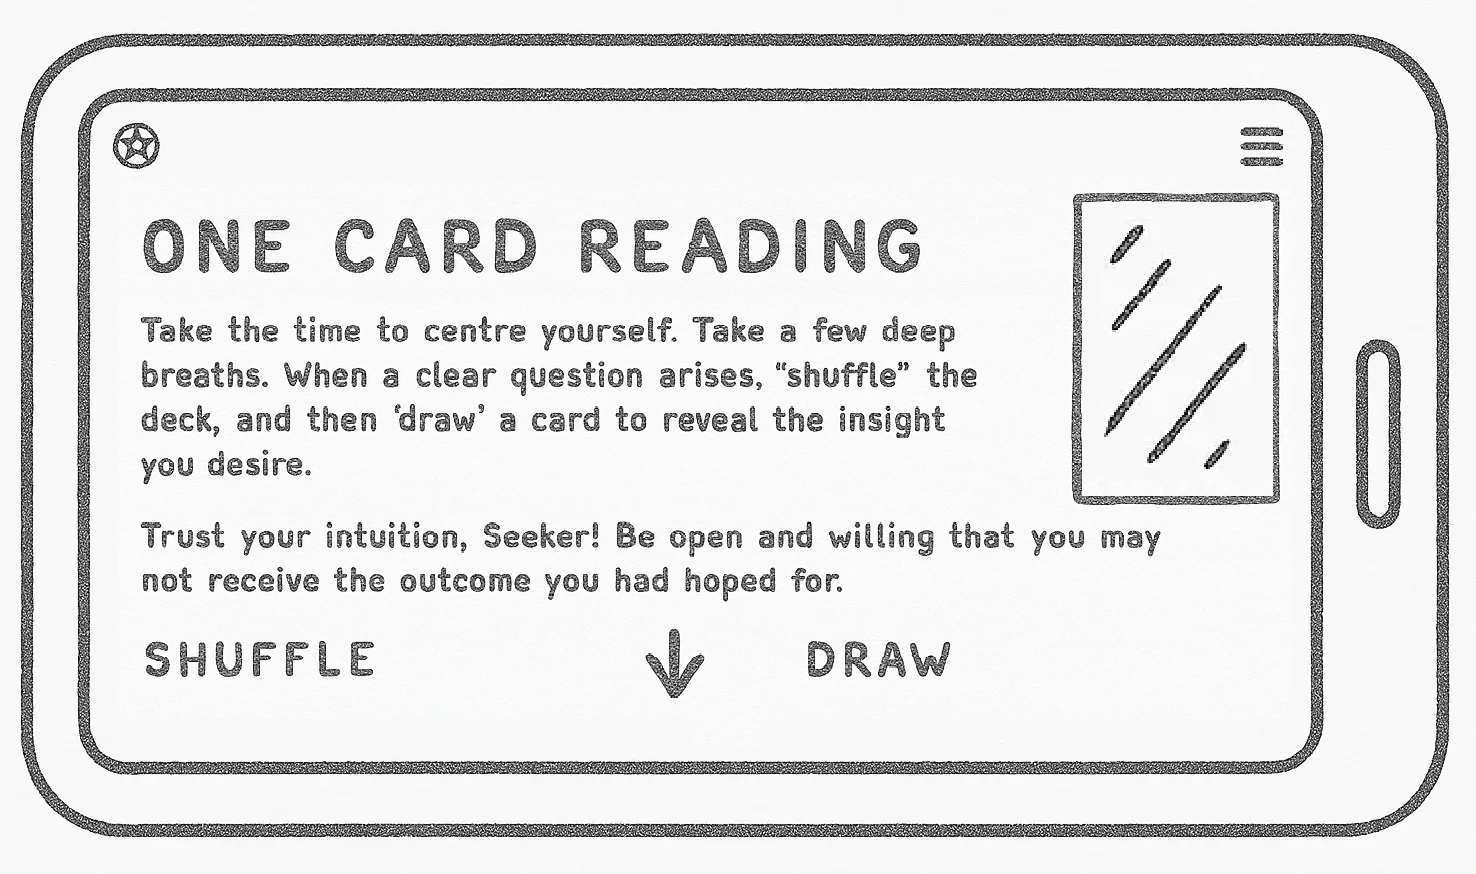 ONE CARD READING
Take the time to centre yourself. Take a few deep
breaths. When a clear question arises, “shuffle” the
deck, and then ‘draw’ a card to reveal the insight
you desire.
Trust your intuition, Seeker! Be open and willing that you may
not receive the outcome you had hoped for.
SHUFFLE DRAW